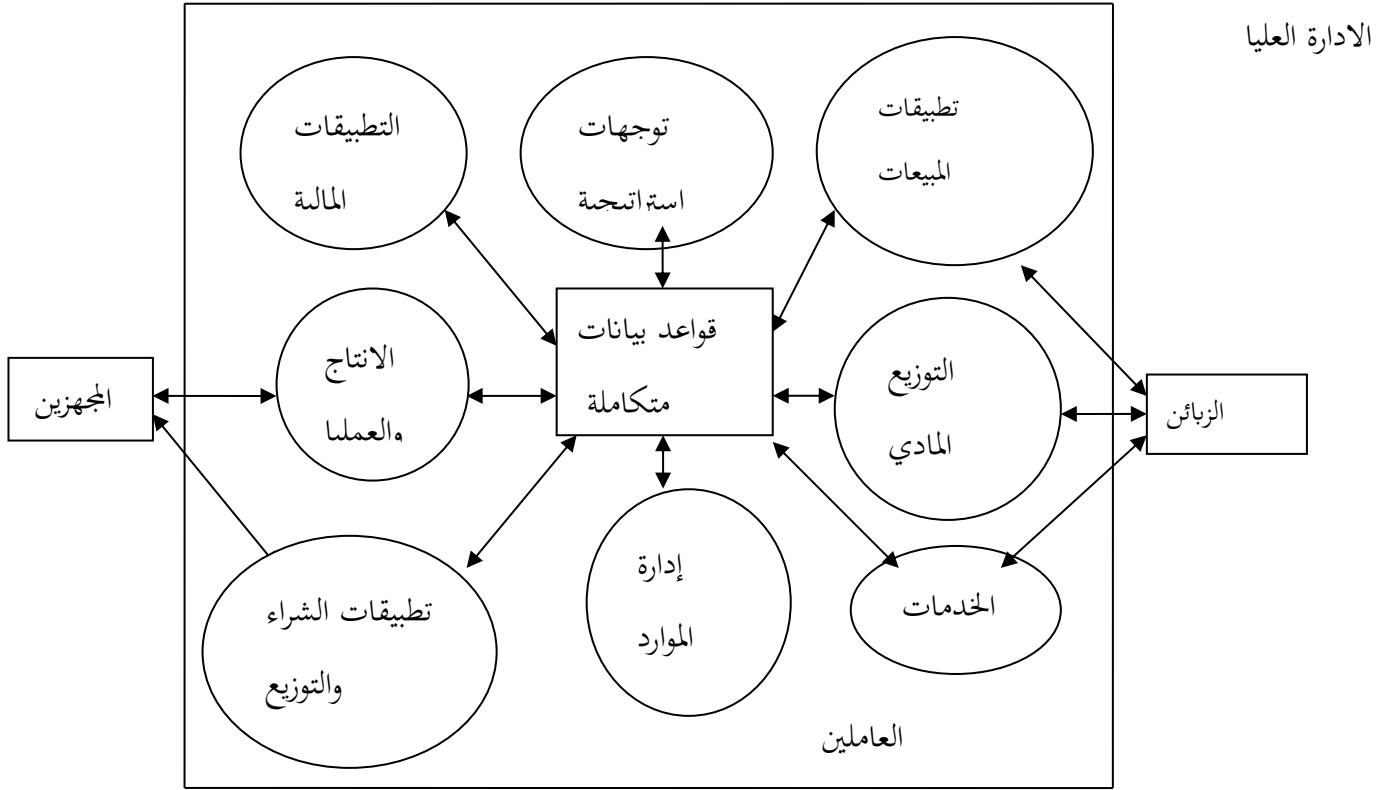 الادارة العليا
تطبيقات
المبيعات
توجهات
استراتيجية
التطبيقات
المالية
قواعد بيانات
متكاملة
الانتاج
والعمليا
التوزيع
المادي
المجهزين
الزبائن
إدارة
الموارد
الخدمات
تطبيقات الشراء
والتوزيع
العاملين